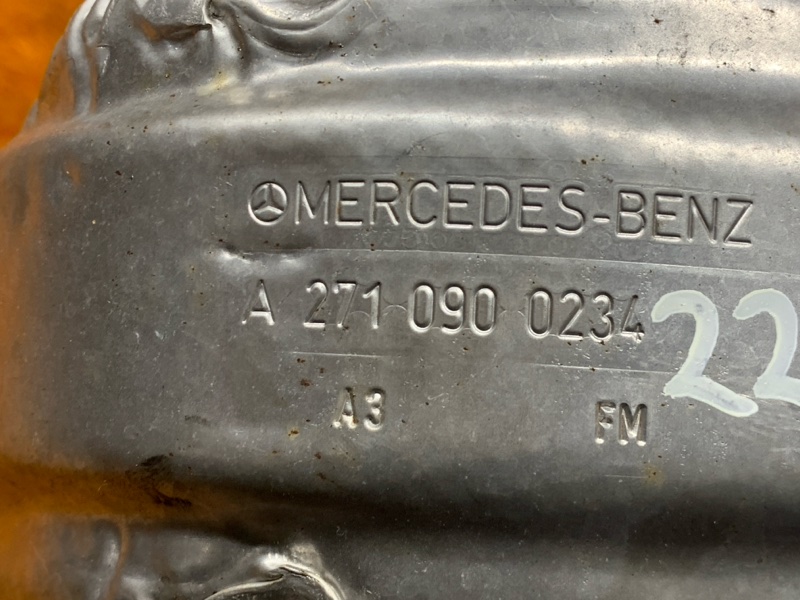 MERCEDES-BENZ
A 271 090 0234
22
A3 FM